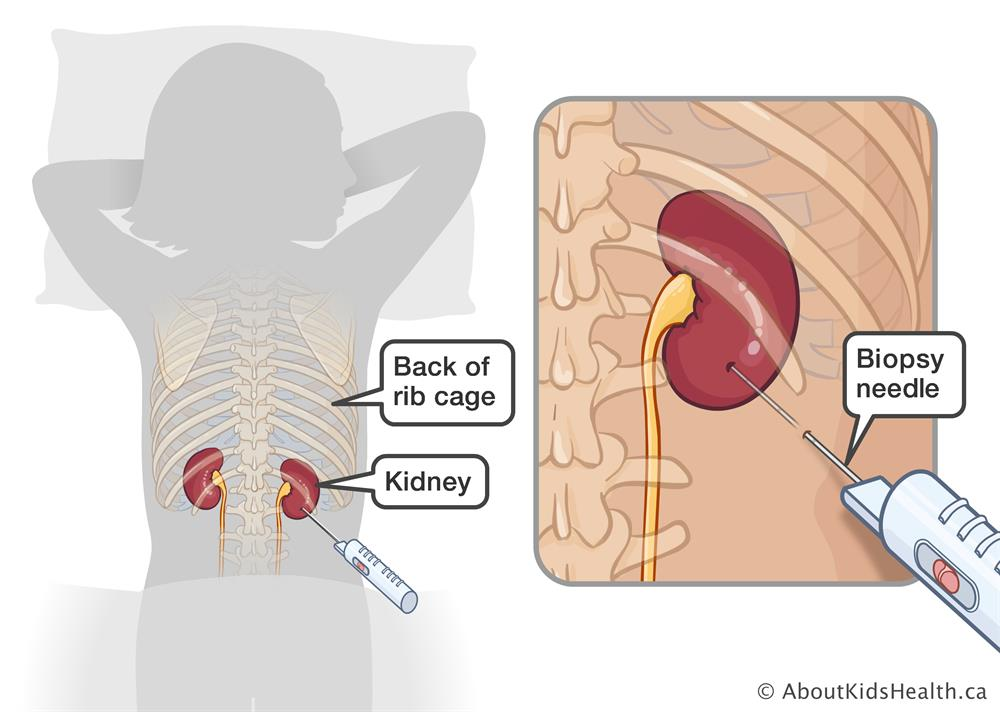 Back of
rib cage
Kidney
Biopsy
needle
© AboutKidsHealth.ca